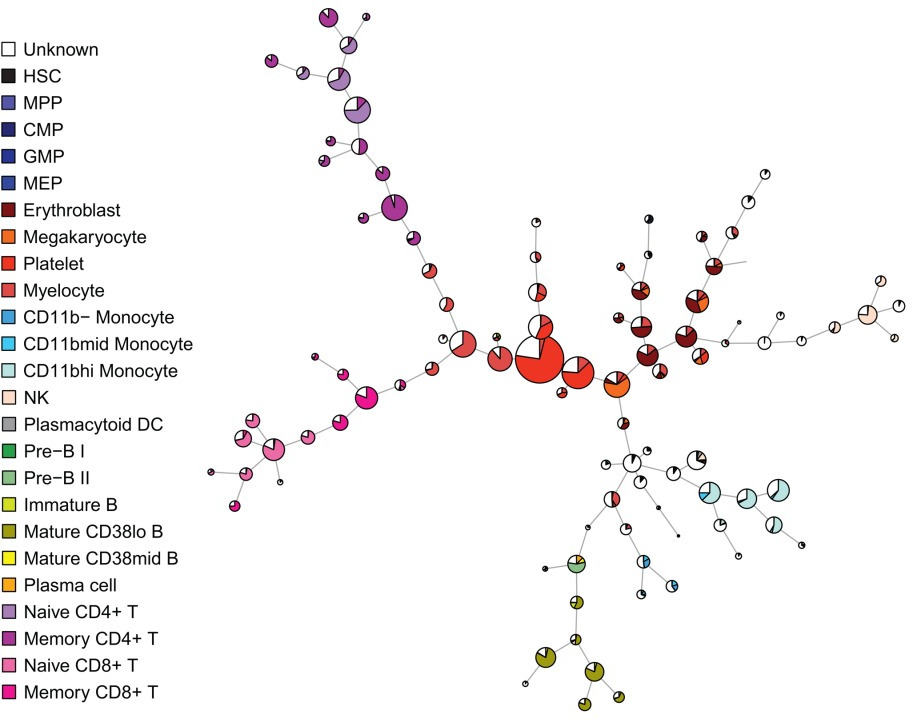 Unknown
HSC
MPP
CMP
GMP
MEP
Erythroblast
Megakaryocyte
Platelet
Myelocyte
CD11b− Monocyte
CD11bmid Monocyte
CD11bhi Monocyte
NK
Plasmacytoid DC
Pre−B I
Pre−B II
Immature B
Mature CD38lo B
Mature CD38mid B
Plasma cell
Naive CD4+ T
Memory CD4+ T
Naive CD8+ T
Memory CD8+ T